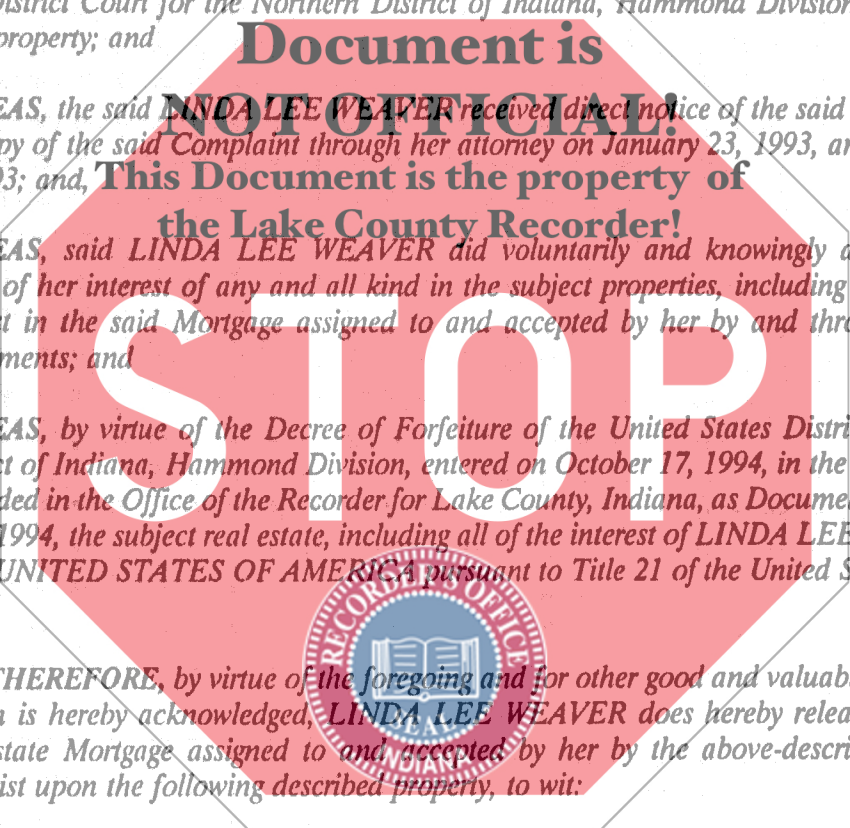 District Court for the Northern District of Indiana, Hammond Division
property; and
Document is
EAS, the said LINDA LEE WEAVER received direct notice of the said
NOT OFFICIAL!
py of the said Complaint through her attorney on January 23, 1993, an
93; and,
This Document is the property of
the Lake County Recorder!
EAS, said LINDA LEE WEAVER did voluntarily and knowingly a
of her interest of any and all kind in the subject properties, including
t in the said Mortgage assigned to and accepted by her by and thro
ments; and
STOP
EAS, by virtue of the Decree of Forfeiture of the United States Distri
ct of Indiana, Hammond Division, entered on October 17, 1994, in the
ded in the Office of the Recorder for Lake County, Indiana, as Docume
1994, the subject real estate, including all of the interest of LINDA LEE
UNITED STATES OF AMERICA pursuant to Title 21 of the United S
RECORDER'S OFFICE
THEREFORE, by virtue of the foregoing and for other good and valuab
n is hereby acknowledged, LINDA LEE WEAVER does hereby relea
SEAL
state Mortgage assigned to and accepted by her by the above-descri
INDIANA
ist upon the following described property, to wit: